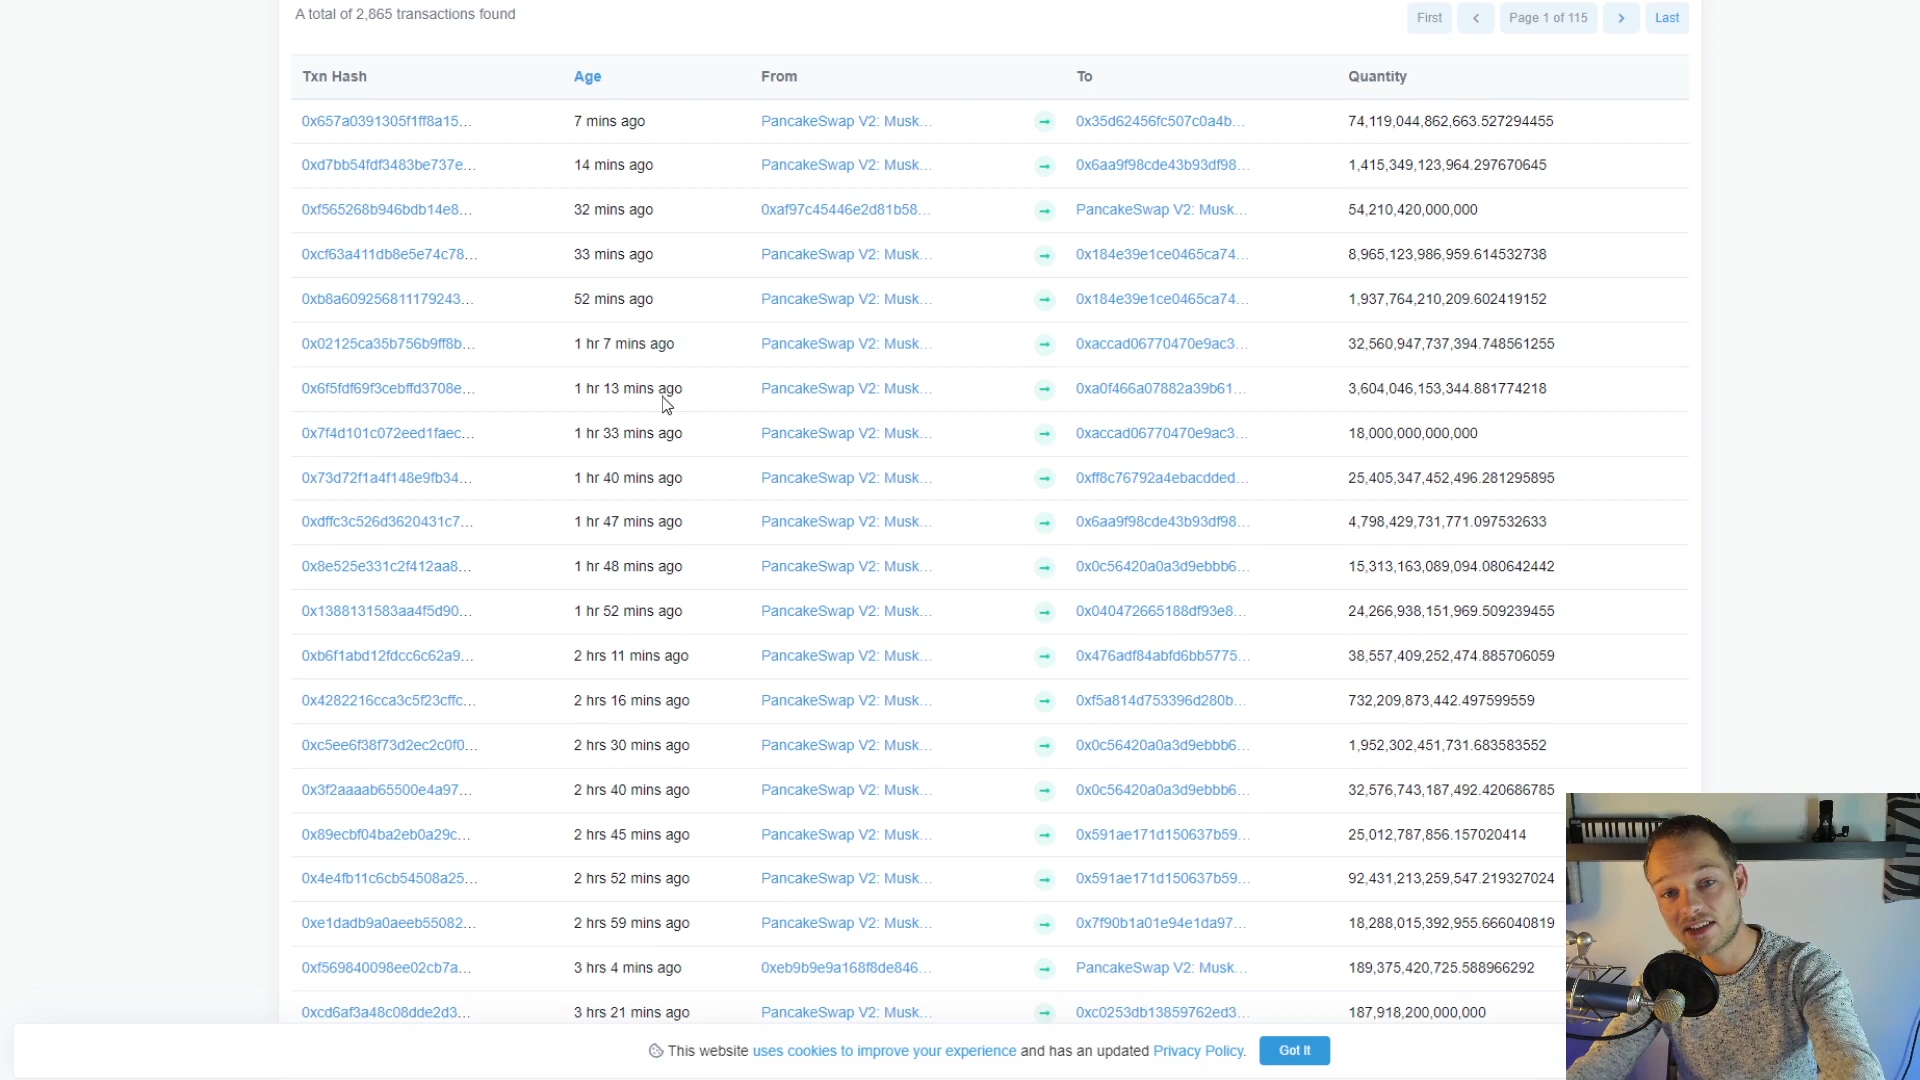 A total of 2,865 transactions found
First
Page 1 of 115
Last
Txn Hash Age From To Quantity
0x657a0391305f1ff8a15... 7 mins ago PancakeSwap V2: Musk... 0x35d62456fc507c0a4b... 74,119,044,862,663.527294455
0xd7bb54fdf3483be737e... 14 mins ago PancakeSwap V2: Musk... 0x6aa9f98cde43b93df98... 1,415,349,123,964.297670645
0xf565268b946bdb14e8... 32 mins ago 0xaf97c45446e2d81b58... PancakeSwap V2: Musk... 54,210,420,000,000
0xcf63a411db8e5e74c78... 33 mins ago PancakeSwap V2: Musk... 0x184e39e1ce0465ca74... 8,965,123,986,959.614532738
0xb8a609256811179243... 52 mins ago PancakeSwap V2: Musk... 0x184e39e1ce0465ca74... 1,937,764,210,209.602419152
0x02125ca35b756b9ff8b... 1 hr 7 mins ago PancakeSwap V2: Musk... 0xaccad06770470e9ac3... 32,560,947,737,394.748561255
0x6f5fdf69f3cebffd3708e... 1 hr 13 mins ago PancakeSwap V2: Musk... 0xa0f466a07882a39b61... 3,604,046,153,344.881774218
0x7f4d101c072eed1faec... 1 hr 33 mins ago PancakeSwap V2: Musk... 0xaccad06770470e9ac3... 18,000,000,000,000
0x73d72f1a4f148e9fb34... 1 hr 40 mins ago PancakeSwap V2: Musk... 0xff8c76792a4ebacdded... 25,405,347,452,496.281295895
0xdffc3c526d3620431c7... 1 hr 47 mins ago PancakeSwap V2: Musk... 0x6aa9f98cde43b93df98... 4,798,429,731,771.097532633
0x8e525e331c2f412aa8... 1 hr 48 mins ago PancakeSwap V2: Musk... 0x0c56420a0a3d9ebbb6... 15,313,163,089,094.080642442
0x1388131583aa4f5d90... 1 hr 52 mins ago PancakeSwap V2: Musk... 0x040472665188df93e8... 24,266,938,151,969.509239455
0xb6f1abd12fdcc6c62a9... 2 hrs 11 mins ago PancakeSwap V2: Musk... 0x476adf84abfd6bb5775... 38,557,409,252,474.885706059
0x4282216cca3c5f23cffc... 2 hrs 16 mins ago PancakeSwap V2: Musk... 0xf5a814d753396d280b... 732,209,873,442.497599559
0xc5ee6f38f73d2ec2c0f0... 2 hrs 30 mins ago PancakeSwap V2: Musk... 0x0c56420a0a3d9ebbb6... 1,952,302,451,731.683583552
0x3f2aaaab65500e4a97... 2 hrs 40 mins ago PancakeSwap V2: Musk... 0x0c56420a0a3d9ebbb6... 32,576,743,187,492.420686785
0x89ecbf04ba2eb0a29c... 2 hrs 45 mins ago PancakeSwap V2: Musk... 0x591ae171d150637b59... 25,012,787,856.157020414
0x4e4fb11c6cb54508a25... 2 hrs 52 mins ago PancakeSwap V2: Musk... 0x591ae171d150637b59... 92,431,213,259,547.219327024
0xe1dadb9a0aeeb55082... 2 hrs 59 mins ago PancakeSwap V2: Musk... 0x7f90b1a01e94e1da97... 18,288,015,392,955.666040819
0xf569840098ee02cb7a... 3 hrs 4 mins ago 0xeb9b9e9a168f8de846... PancakeSwap V2: Musk... 189,375,420,725.588966292
0xcd6af3a48c08dde2d3... 3 hrs 21 mins ago PancakeSwap V2: Musk... 0xc0253db13859762ed3... 187,918,200,000,000
This website uses cookies to improve your experience and has an updated Privacy Policy.
Got It